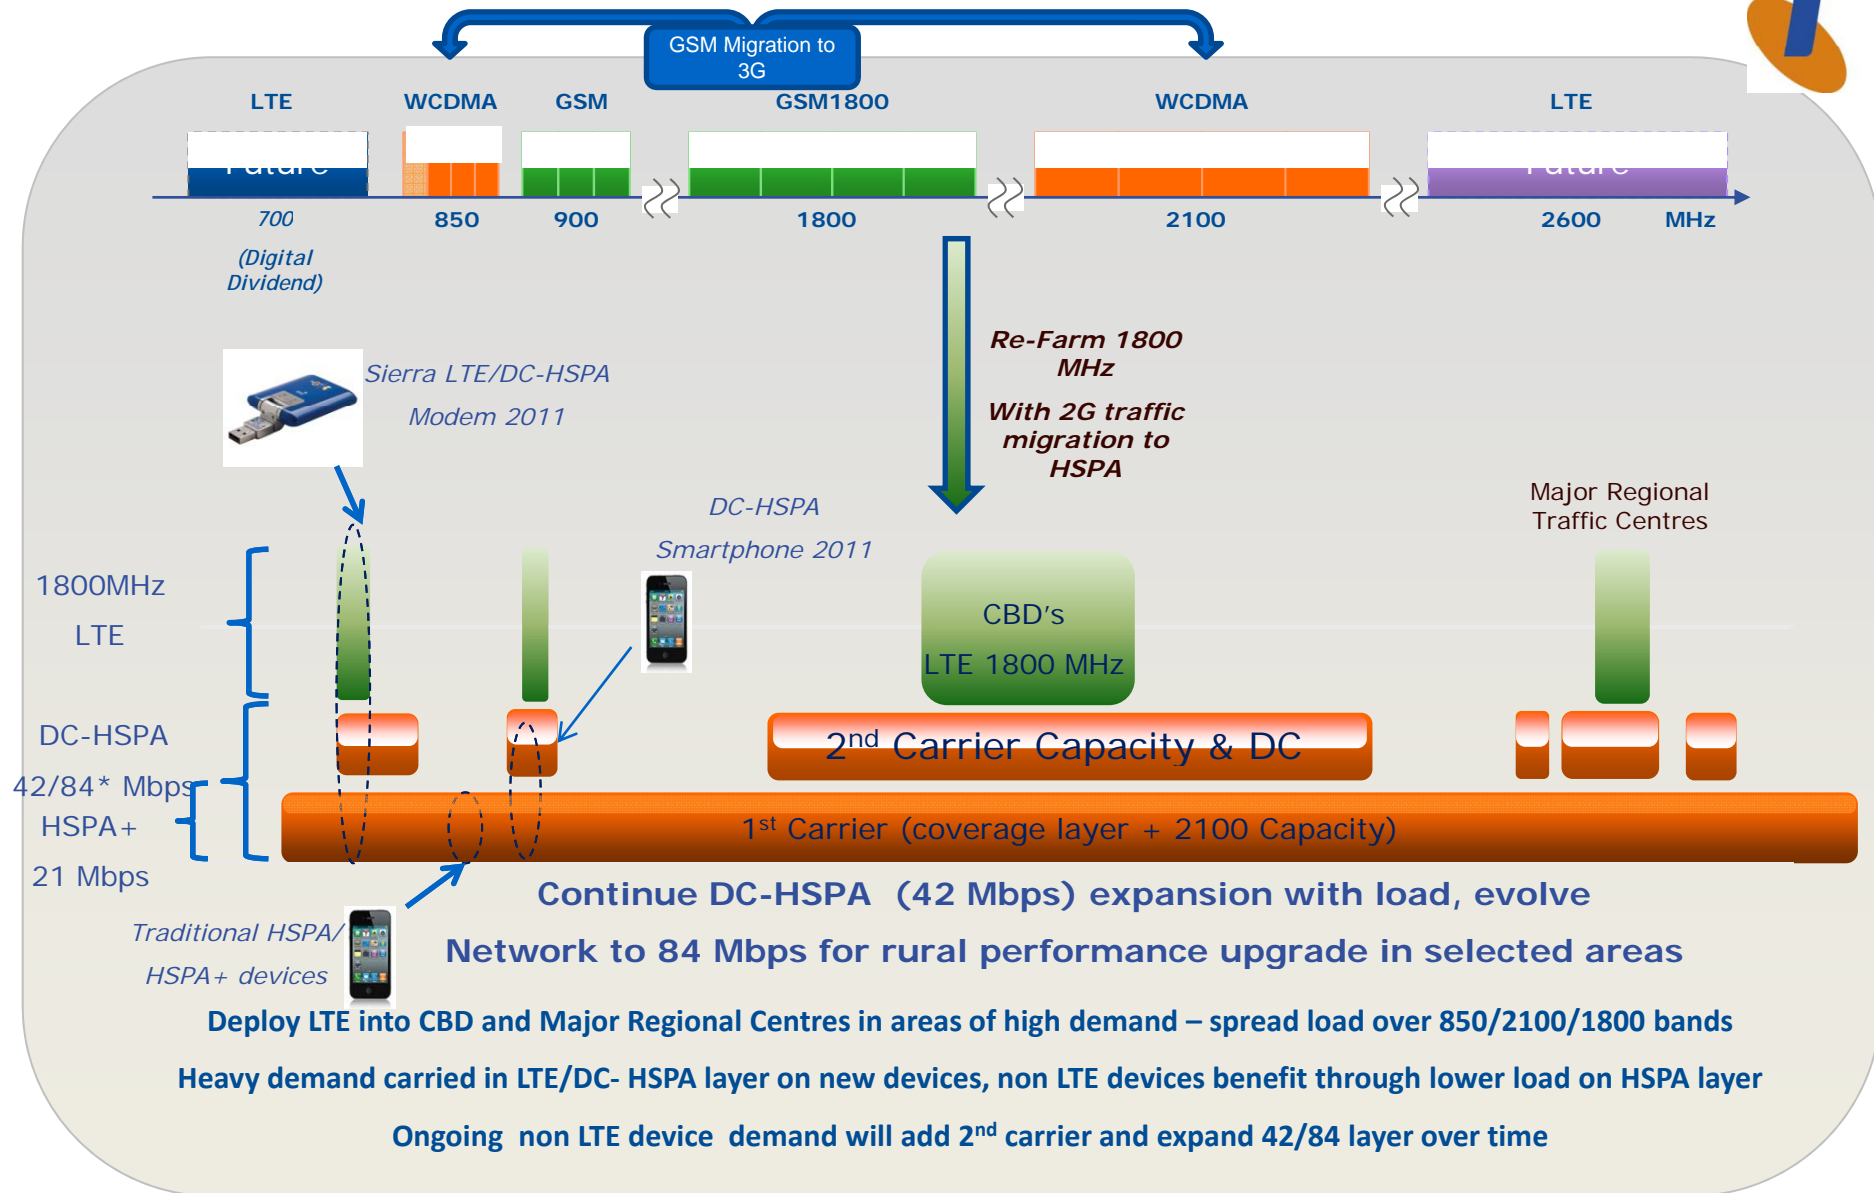 GSM Migration to
3G
LTE
WCDMA
GSM
GSM1800
WCDMA
LTE
Future
Future
700
850
900
1800
2100
2600
MHz
(Digital
Dividend)
Re-Farm 1800
MHz
With 2G traffic
migration to
HSPA
Sierra LTE/DC-HSPA
Modem 2011
DC-HSPA
Smartphone 2011
Major Regional
Traffic Centres
1800MHz
LTE
CBD's
LTE 1800 MHz
DC-HSPA
42/84* Mbps
2nd Carrier Capacity & DC
HSPA+
21 Mbps
1st Carrier (coverage layer + 2100 Capacity)
Traditional HSPA/
HSPA+ devices
Continue DC-HSPA (42 Mbps) expansion with load, evolve
Network to 84 Mbps for rural performance upgrade in selected areas
Deploy LTE into CBD and Major Regional Centres in areas of high demand – spread load over 850/2100/1800 bands
Heavy demand carried in LTE/DC- HSPA layer on new devices, non LTE devices benefit through lower load on HSPA layer
Ongoing non LTE device demand will add 2nd carrier and expand 42/84 layer over time